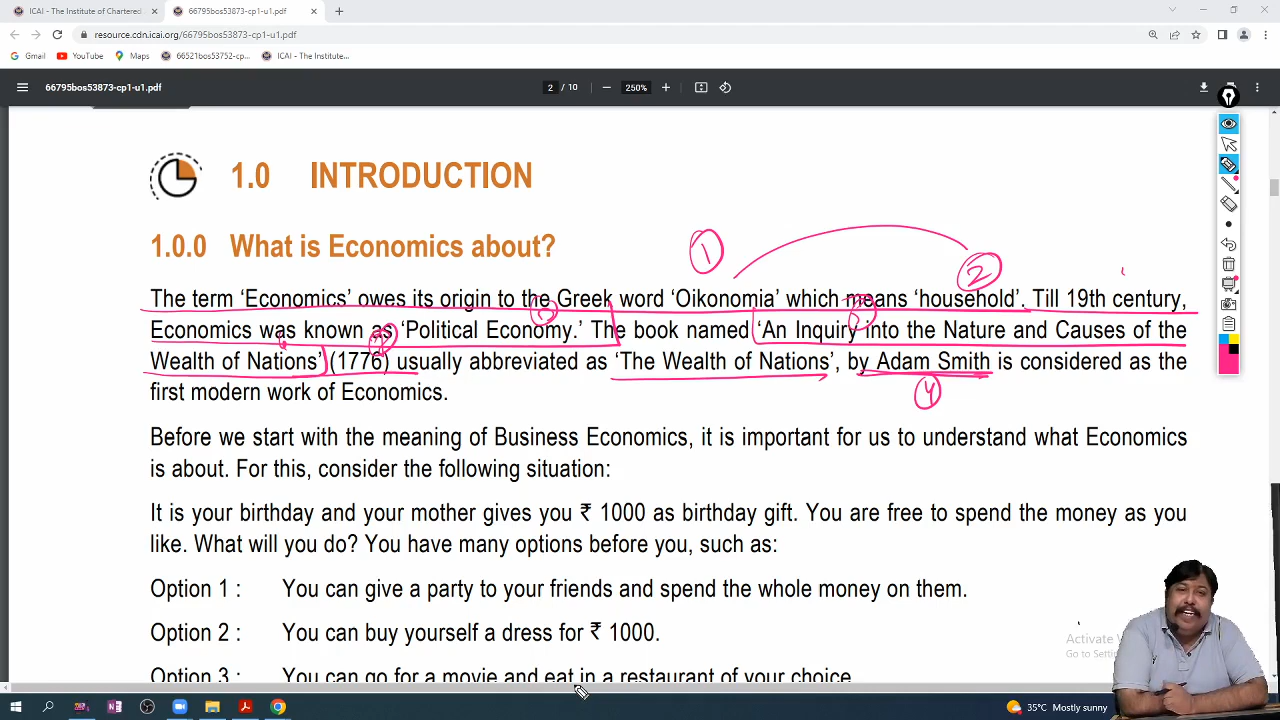 ICAI - The Institute of Chartered
66795bos53873-cp1-u1.pdf
resource.cdn.icai.org/66795bos53873-cp1-u1.pdf
Gmail
YouTube
Maps
66521bos53752-cp...
ICAI - The Institute...
66795bos53873-cp1-u1.pdf
2 / 10
250%
1.0 INTRODUCTION
1.0.0 What is Economics about?
1
2
The term ‘Economics’ owes its origin to the Greek word ‘Oikonomia’ which means ‘household’. Till 19th century,
Economics was known as ‘Political Economy.’ The book named ‘An Inquiry into the Nature and Causes of the
Wealth of Nations’ (1776) usually abbreviated as ‘The Wealth of Nations’, by Adam Smith is considered as the
4
first modern work of Economics.
Before we start with the meaning of Business Economics, it is important for us to understand what Economics
is about. For this, consider the following situation:
It is your birthday and your mother gives you ₹ 1000 as birthday gift. You are free to spend the money as you
like. What will you do? You have many options before you, such as:
Option 1 : You can give a party to your friends and spend the whole money on them.
Option 2 : You can buy yourself a dress for ₹ 1000.
Option 3 : You can go for a movie and eat in a restaurant of your choice.
Activate
Go to Setti
35°C Mostly sunny